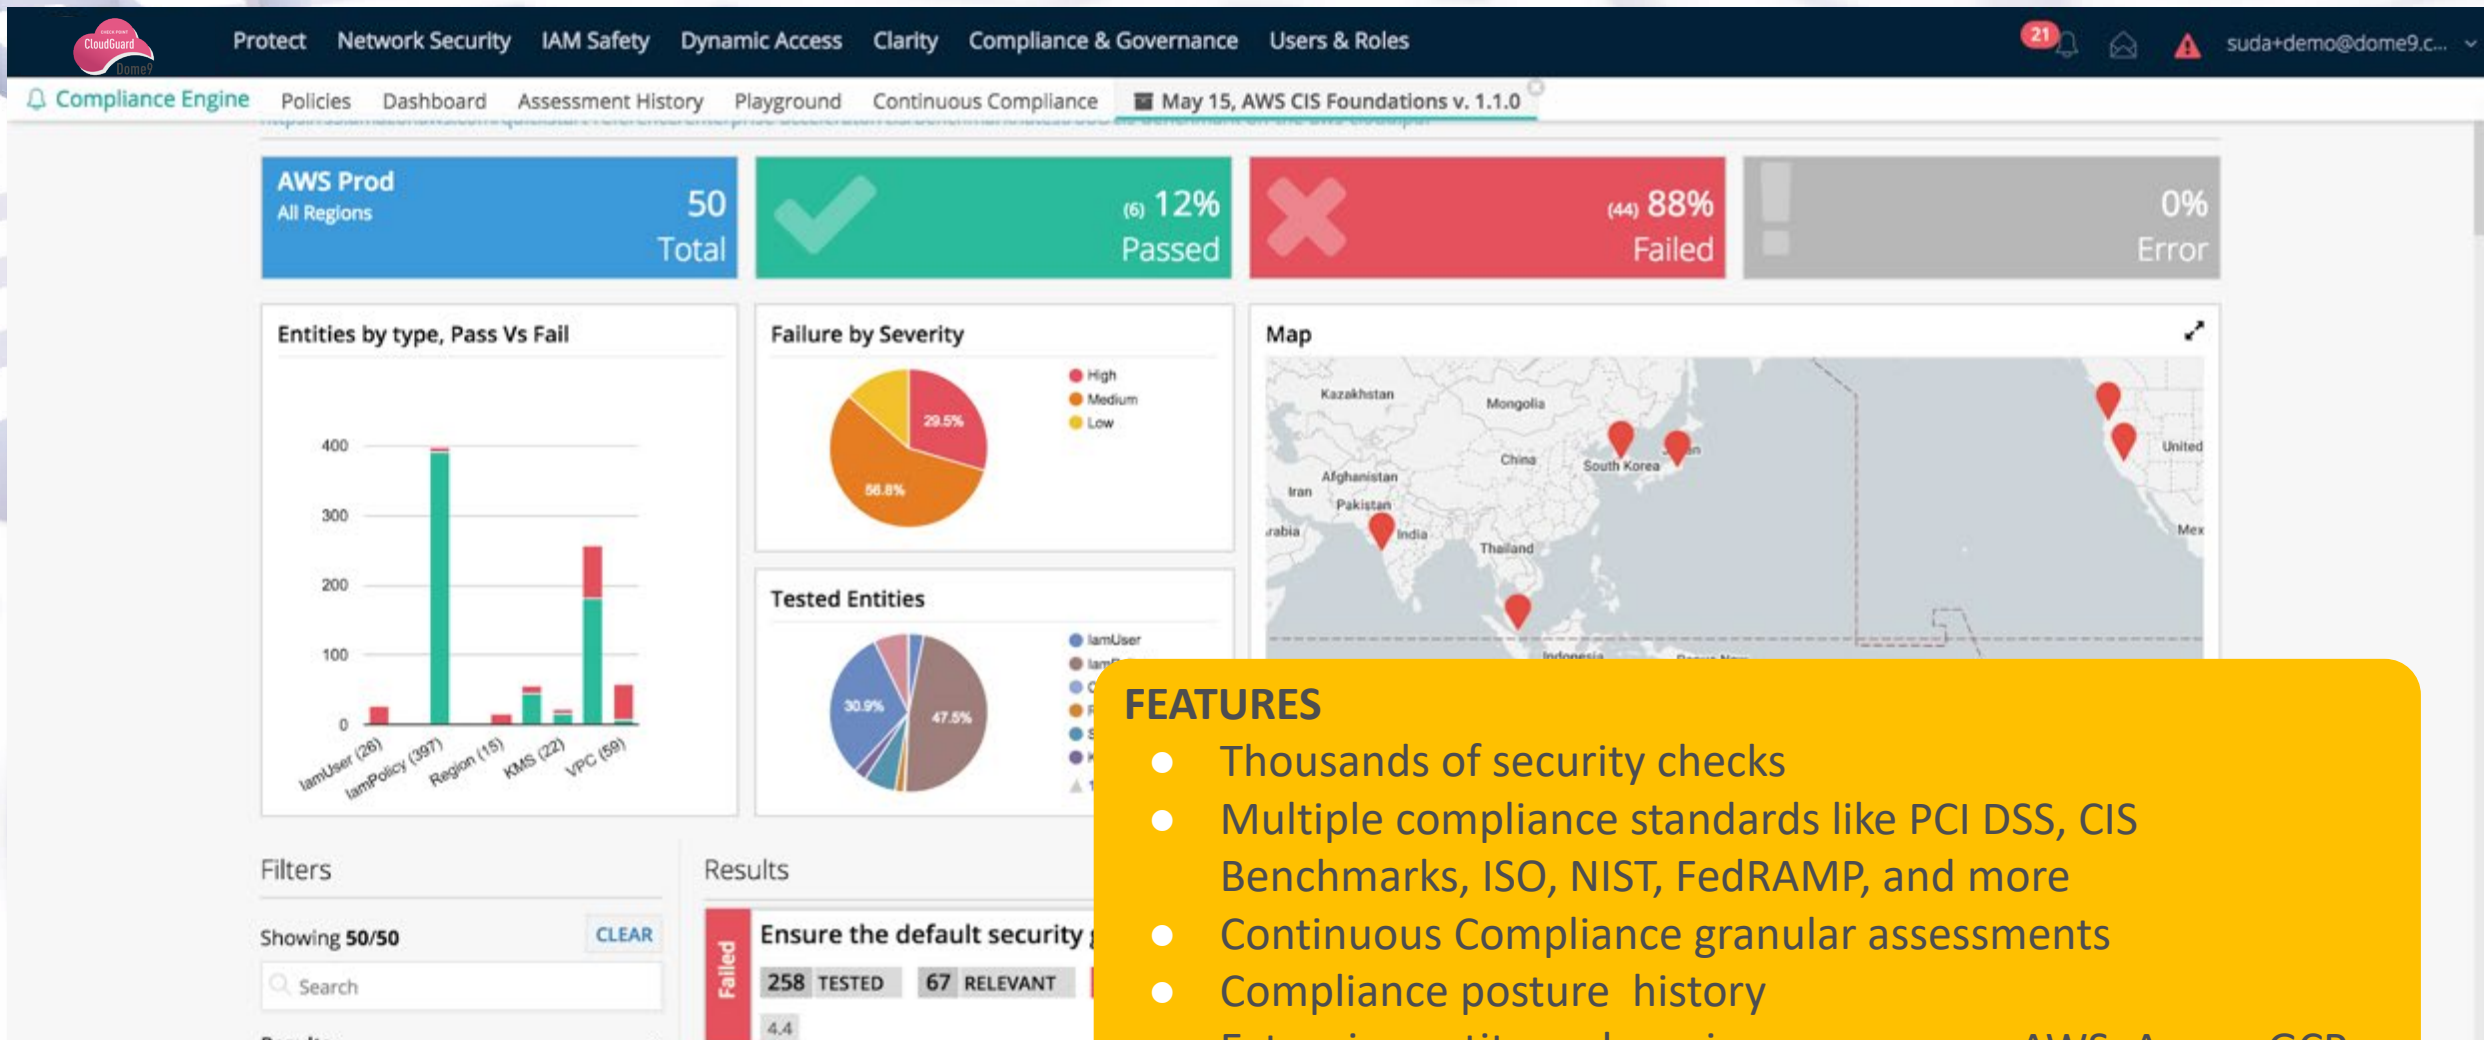 CHECK POINT
CloudGuard
Dome9
Protect Network Security IAM Safety Dynamic Access Clarity Compliance & Governance Users & Roles
21
suda+demo@dome9.c...
Compliance Engine Policies Dashboard Assessment History Playground Continuous Compliance May 15, AWS CIS Foundations v. 1.1.0
AWS Prod
All Regions
50
Total
(6) 12%
Passed
(44) 88%
Failed
0%
Error
Entities by type, Pass Vs Fail
400
300
200
100
0
IamUser (26)
IamPolicy (397)
Region (15)
KMS (22)
VPC (59)
Failure by Severity
High
Medium
Low
29.5%
56.8%
Tested Entities
IamUser
30.9%
47.5%
Map
Kazakhstan
Mongolia
China
South Korea
Afghanistan
Iran
Pakistan
India
Thailand
Indonesia
United
Mex
Filters
Showing 50/50
CLEAR
Search
Results
Failed
Ensure the default security
258 TESTED 67 RELEVANT
4.4
FEATURES
Thousands of security checks
Multiple compliance standards like PCI DSS, CIS
Benchmarks, ISO, NIST, FedRAMP, and more
Continuous Compliance granular assessments
Compliance posture history